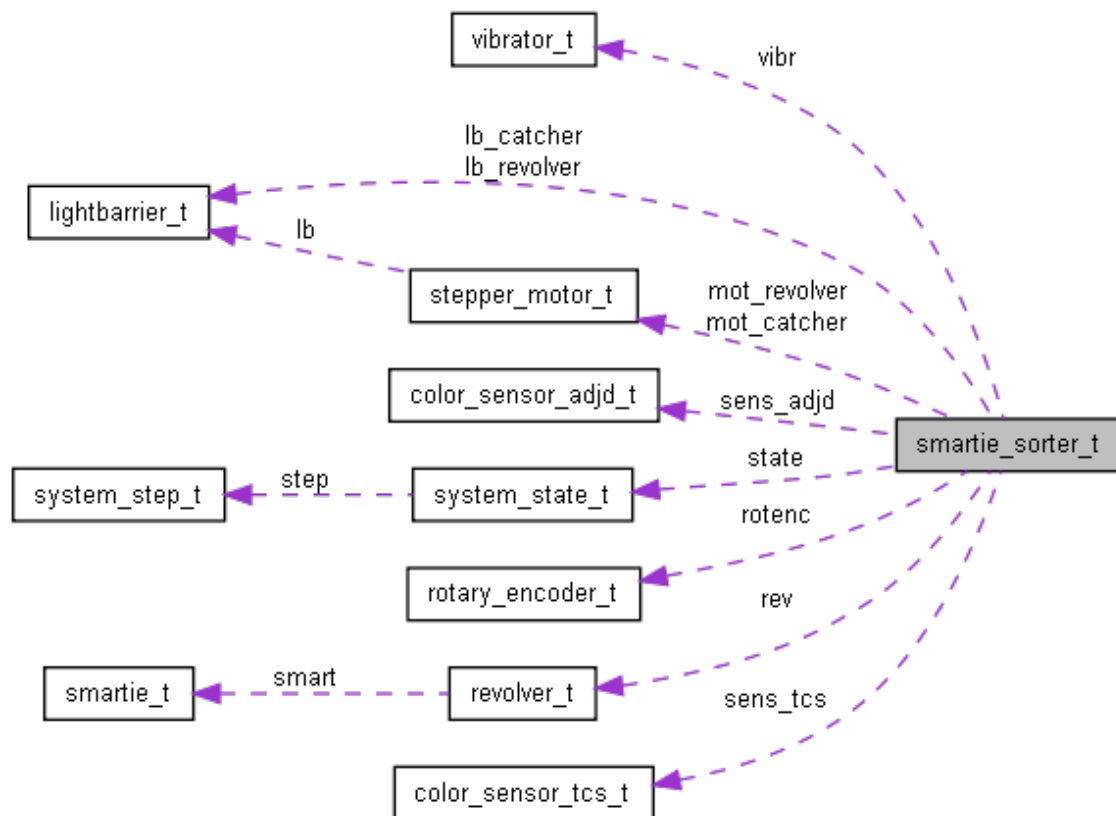 vibrator_t
vibr
lb_catcher
lb_revolver
lightbarrier_t
lb
stepper_motor_t
mot_revolver
mot_catcher
color_sensor_adjd_t
sens_adjd
smartie_sorter_t
state
system_step_t
step
system_state_t
rotenc
rotary_encoder_t
rev
smartie_t
smart
revolver_t
sens_tcs
color_sensor_tcs_t